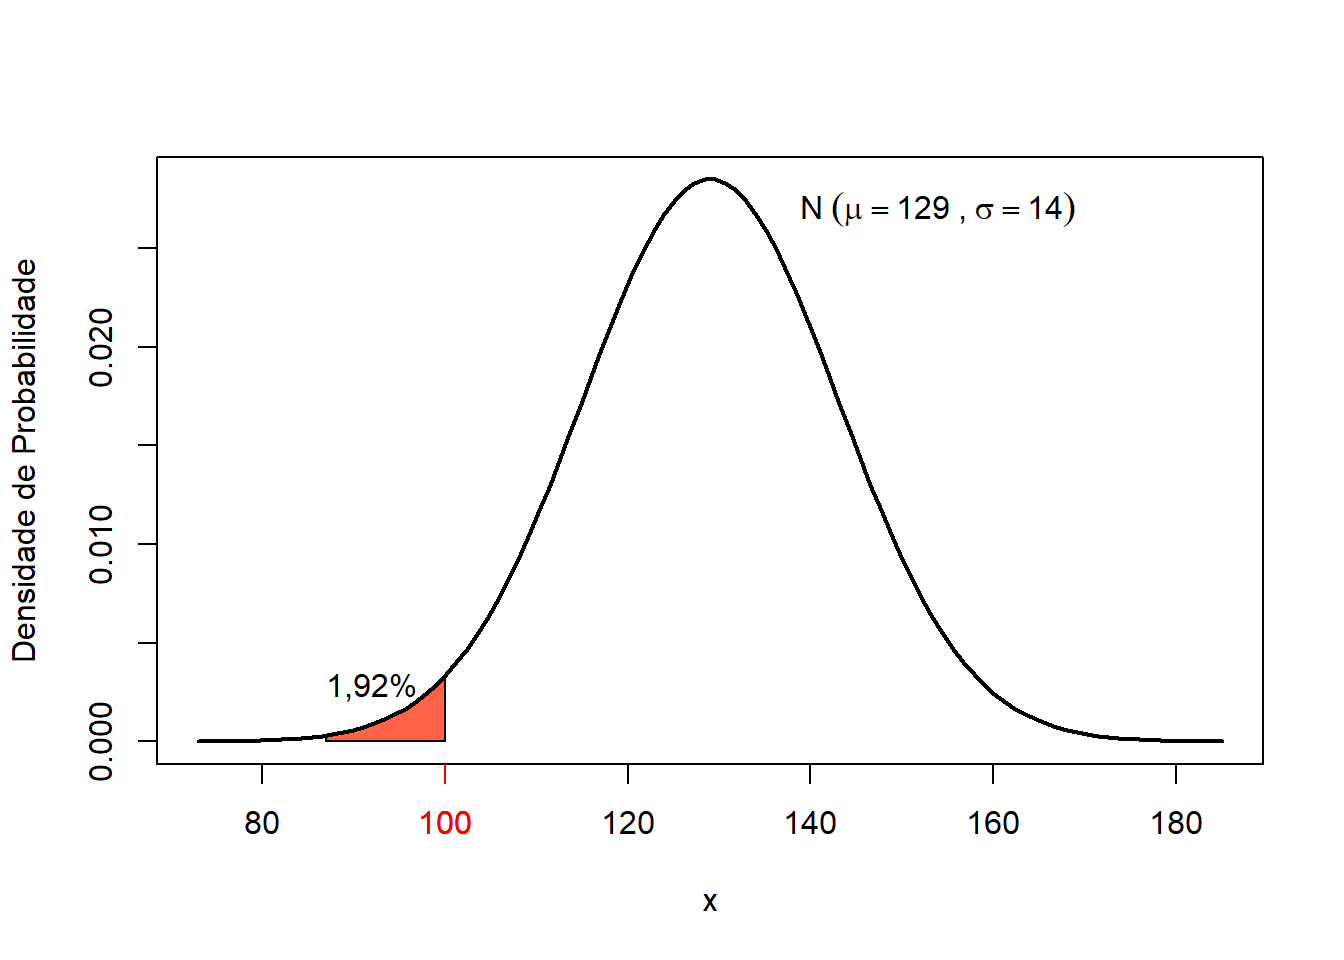 N (μ = 129 , σ = 14)
Densidade de Probabilidade
0.020
0.010
0.000
1,92%
80 100 120 140 160 180
x